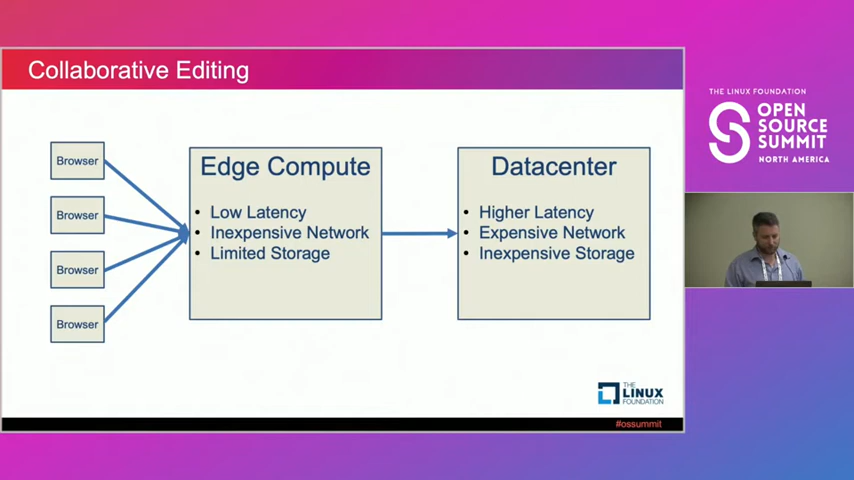 Collaborative Editing
Browser
Browser
Browser
Browser
Edge Compute
• Low Latency
• Inexpensive Network
• Limited Storage
Datacenter
• Higher Latency
• Expensive Network
• Inexpensive Storage
THE
LINUX
FOUNDATION
#ossummit
THE LINUX FOUNDATION
OPEN
SOURCE
SUMMIT
NORTH AMERICA